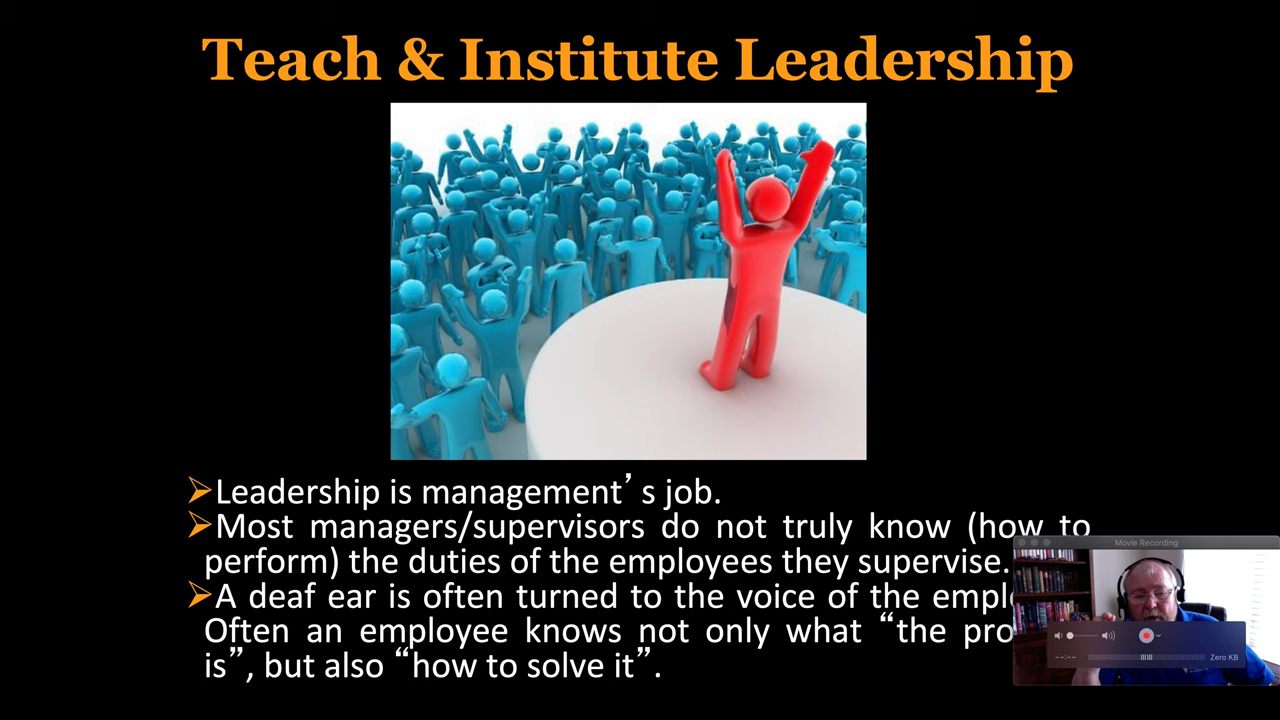 Teach & Institute Leadership
➢Leadership is management’s job.
➢Most managers/supervisors do not truly know (how to
perform) the duties of the employees they supervise.
➢A deaf ear is often turned to the voice of the
Often an employee knows not only what “the
is”, but also “how to solve it”.
Movie Recording
--:--
Zero KB